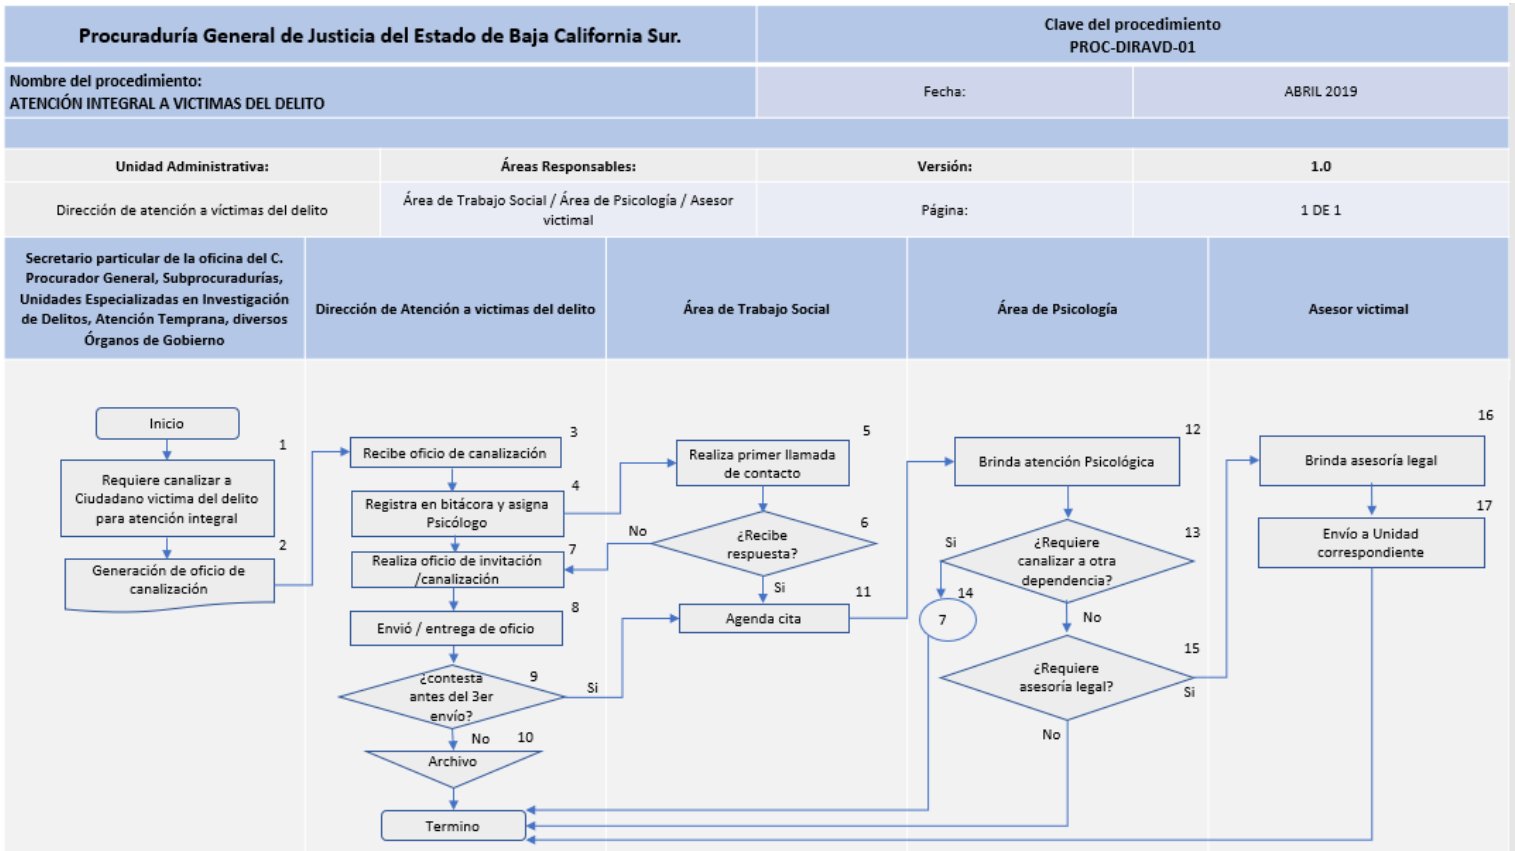 Procuraduría General de Justicia del Estado de Baja California Sur.
Clave del procedimiento
PROC-DIRAVD-01
Nombre del procedimiento:
ATENCIÓN INTEGRAL A VICTIMAS DEL DELITO
Fecha:
ABRIL 2019
Unidad Administrativa:
Áreas Responsables:
Versión:
1.0
Dirección de atención a víctimas del delito
Área de Trabajo Social / Área de Psicología / Asesor
victimal
Página:
1 DE 1
Secretario particular de la oficina del C.
Procurador General, Subprocuradurías,
Unidades Especializadas en Investigación
de Delitos, Atención Temprana, diversos
Órganos de Gobierno
Dirección de Atención a victimas del delito
Área de Trabajo Social
Área de Psicología
Asesor victimal
Inicio
1
Requiere canalizar a
Ciudadano victima del delito
para atención integral
2
Generación de oficio de
canalización
3
Recibe oficio de canalización
4
Registra en bitácora y asigna
Psicólogo
7
Realiza oficio de invitación
/canalización
8
Envió / entrega de oficio
9
¿contesta
antes del 3er
envío?
Si
No
10
Archivo
Termino
5
Realiza primer llamada
de contacto
6
¿Recibe
respuesta?
No
Si
11
Agenda cita
12
Brinda atención Psicológica
13
¿Requiere
canalizar a otra
dependencia?
Si
14
7
No
15
¿Requiere
asesoría legal?
Si
No
16
Brinda asesoría legal
17
Envío a Unidad
correspondiente